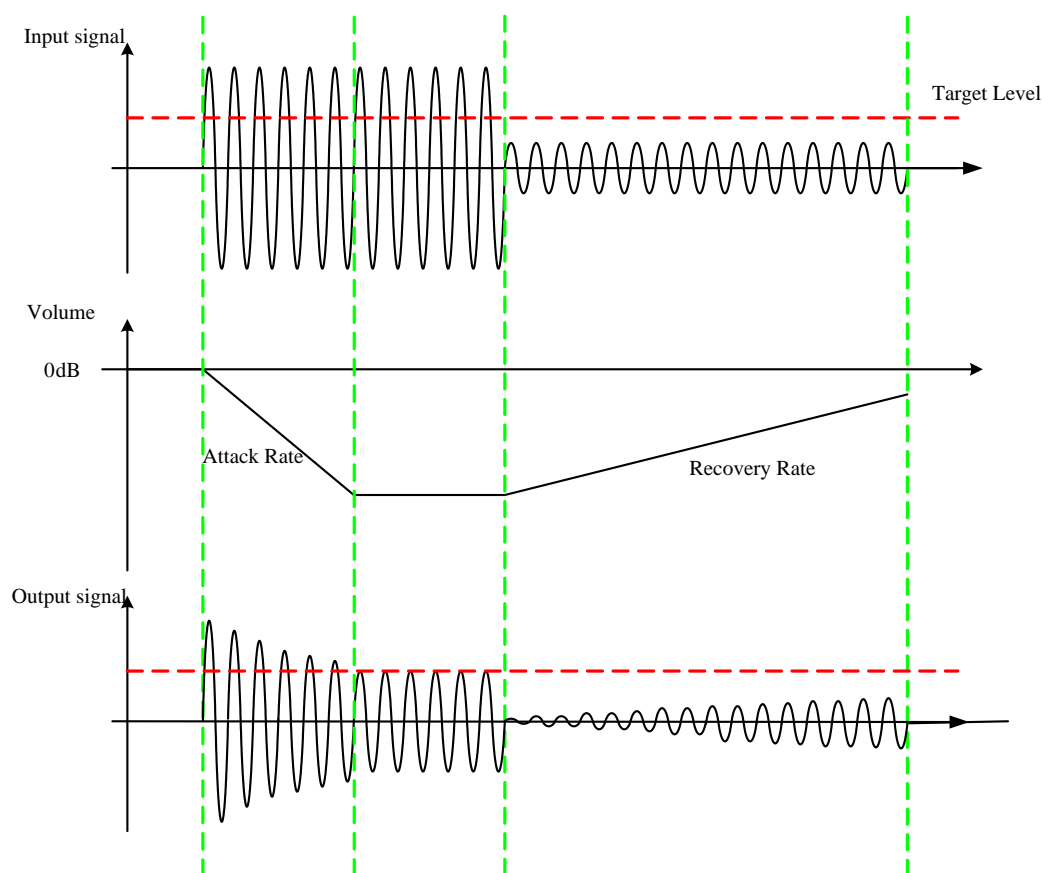 Input signal
Target Level
Volume
0dB
Attack Rate
Recovery Rate
Output signal